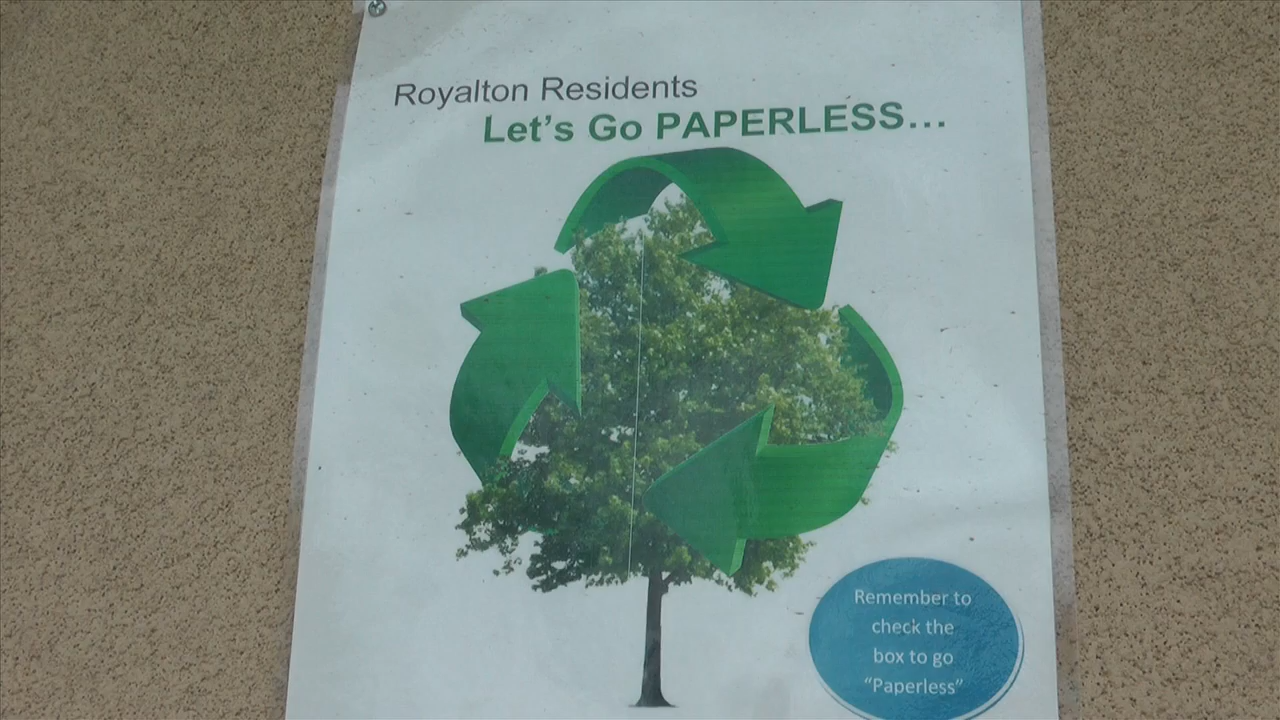 Royalton Residents
Let's Go PAPERLESS...
Remember to
check the
box to go
“Paperless”